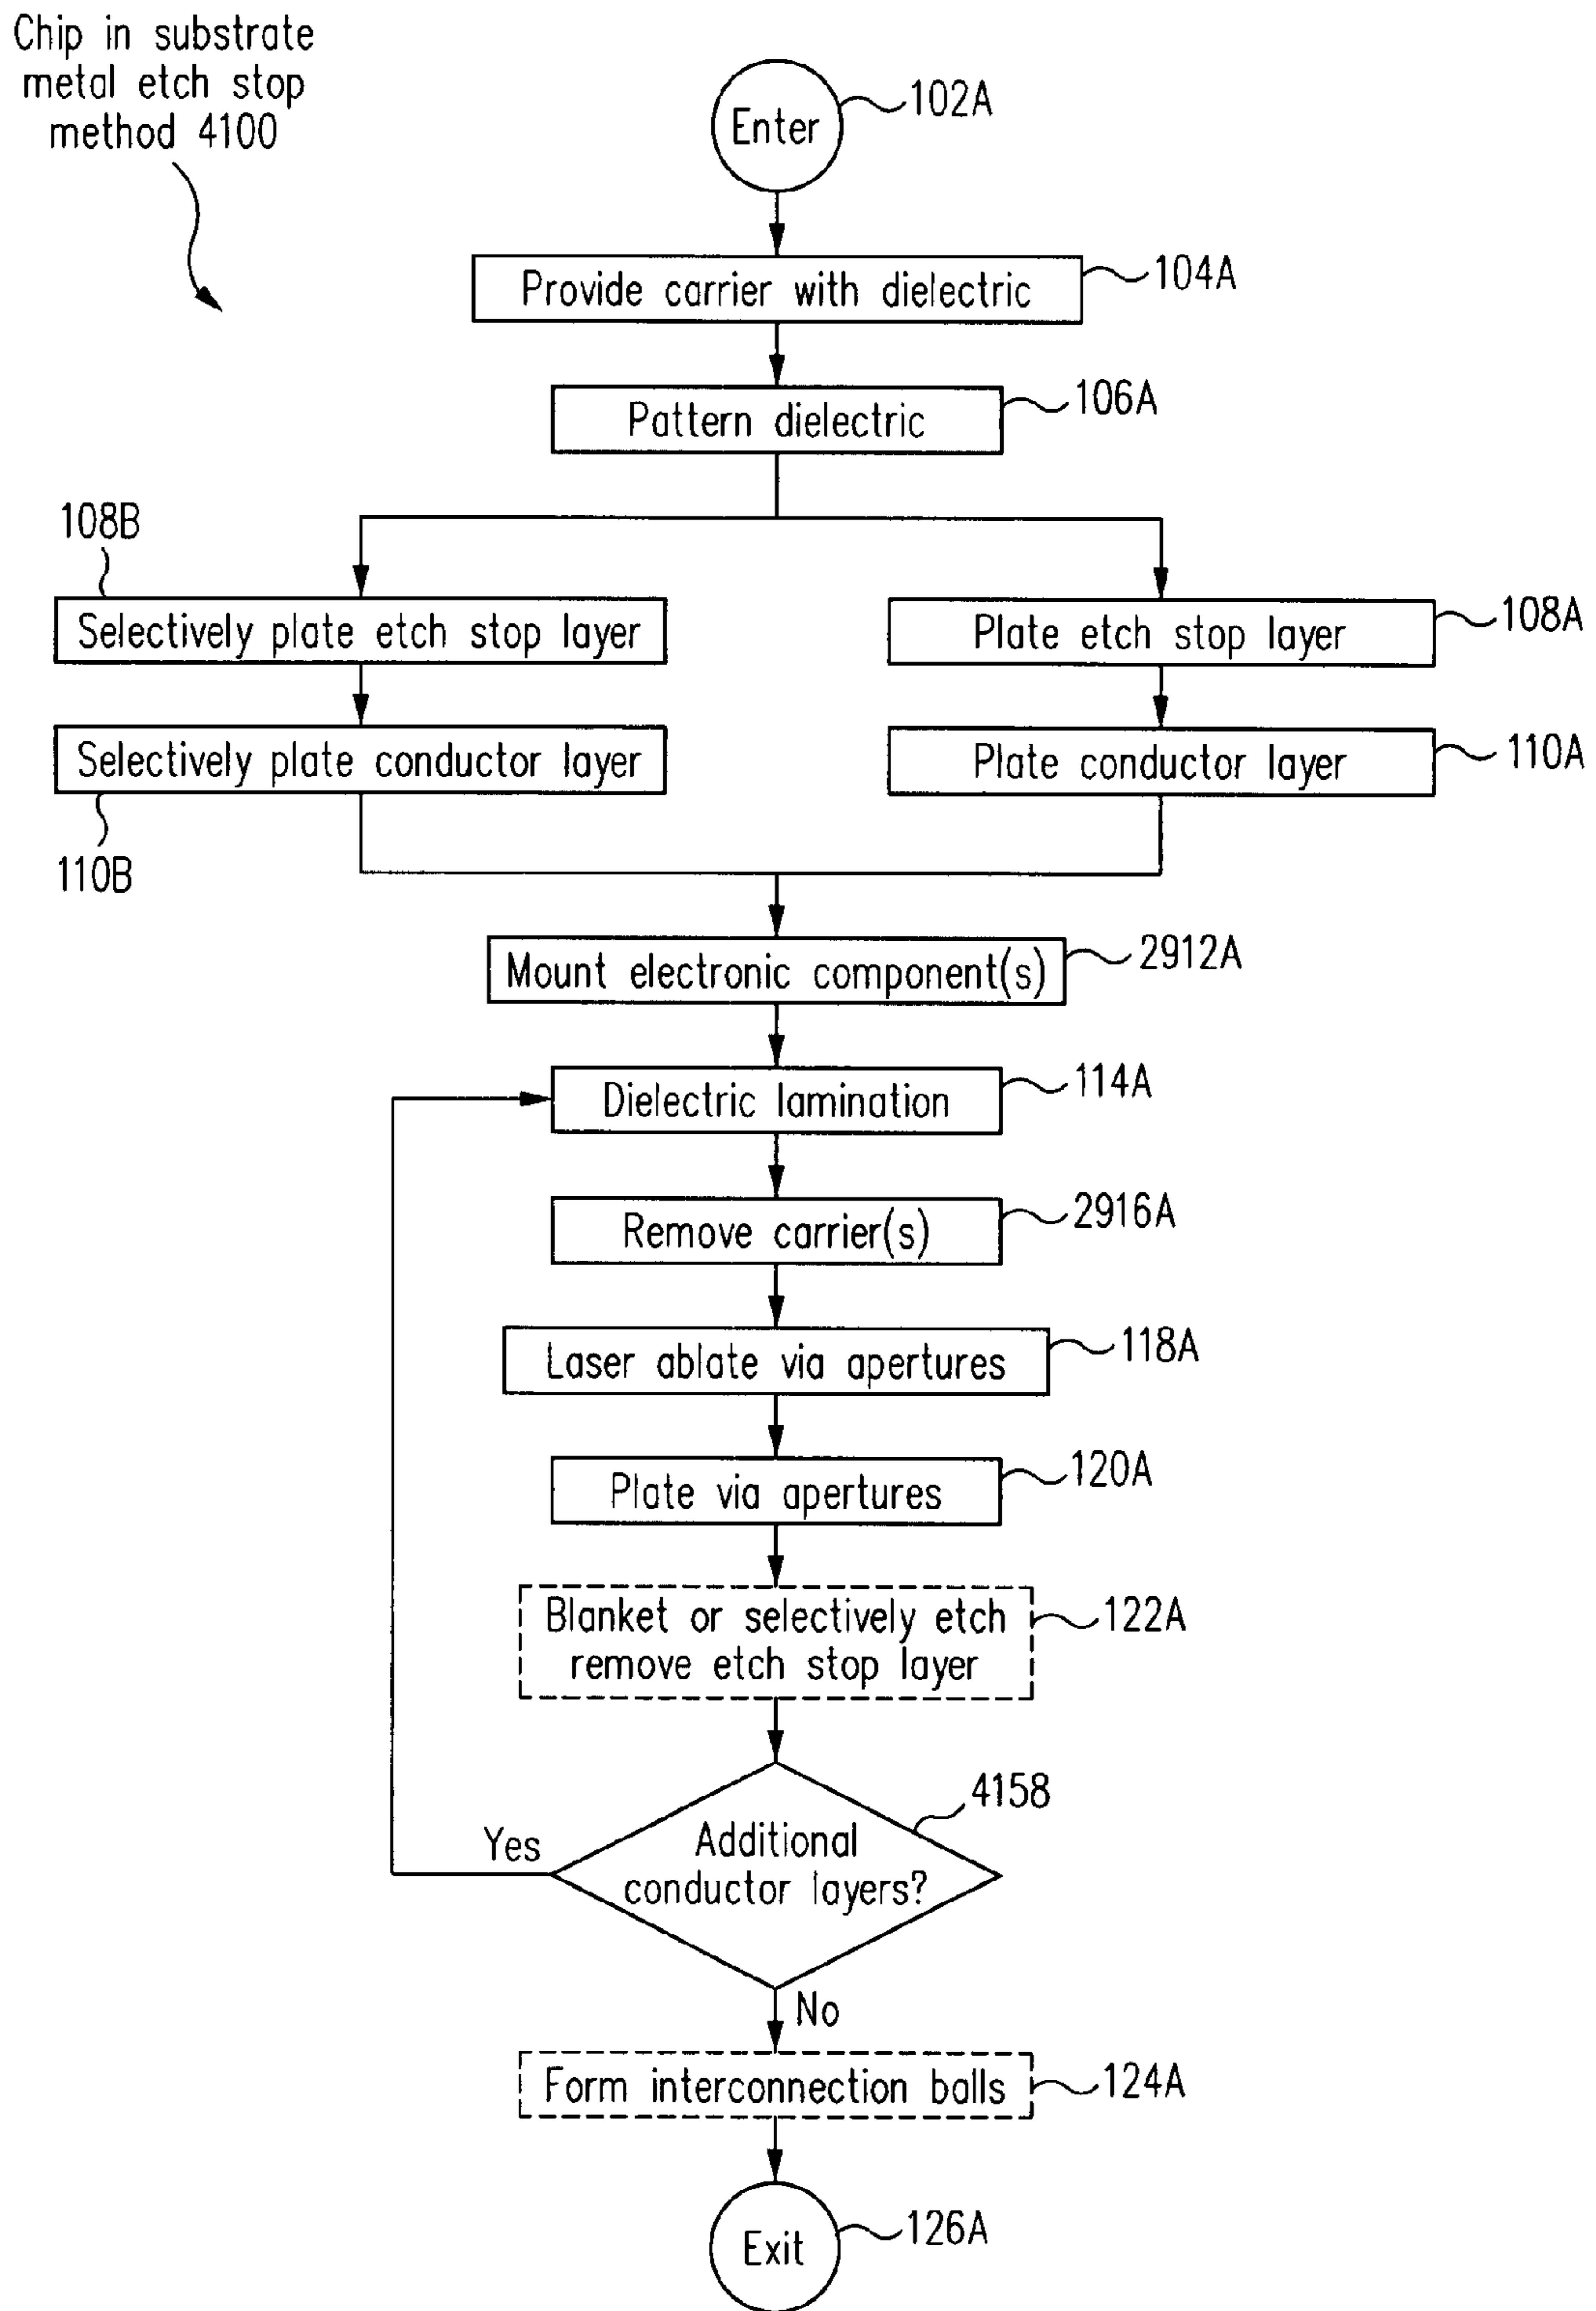 Chip in substrate
metal etch stop
method 4100
Enter
102A
Provide carrier with dielectric
104A
Pattern dielectric
106A
108B
Selectively plate etch stop layer
Plate etch stop layer
108A
Selectively plate conductor layer
Plate conductor layer
110A
110B
Mount electronic component(s)
2912A
Dielectric lamination
114A
Remove carrier(s)
2916A
Laser ablate via apertures
118A
Plate via apertures
120A
Blanket or selectively etch
remove etch stop layer
122A
4158
Yes
Additional
conductor layers?
No
Form interconnection balls
124A
Exit
126A